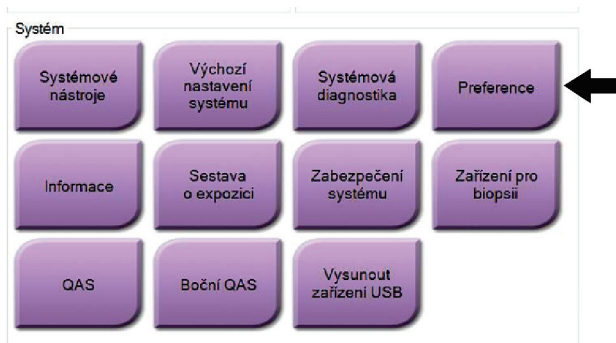 Systém
Systémové
nástroje
Výchozí
nastavení
systému
Systémová
diagnostika
Preference
Informace
Sestava
o expozici
Zabezpečení
systému
Zařízení pro
biopsii
QAS
Boční QAS
Vysunout
zařízení USB